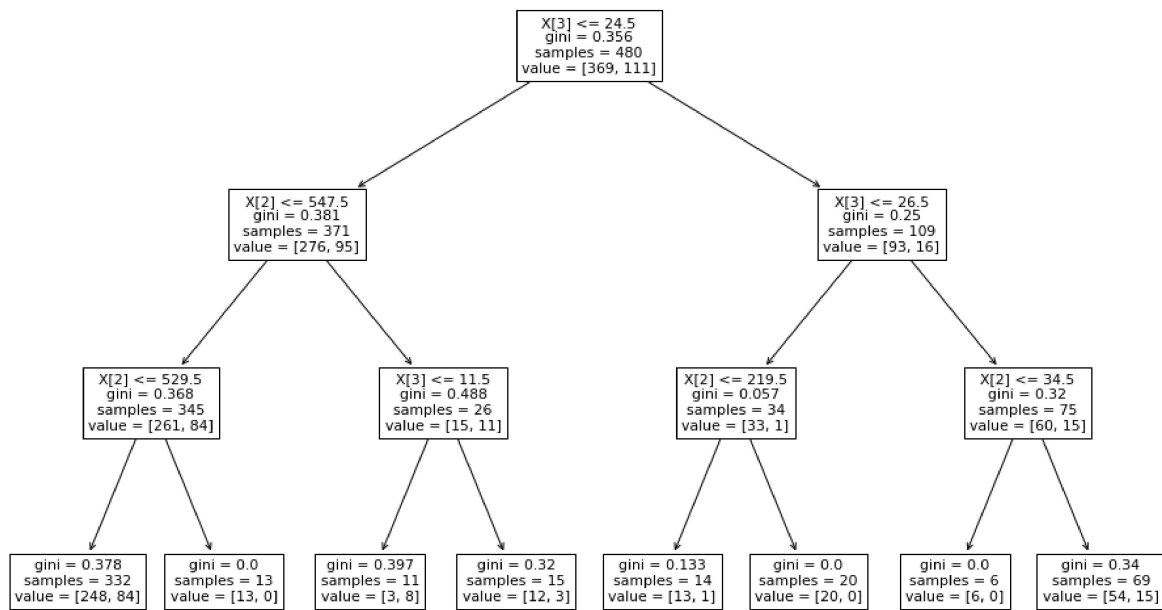 X[3] <= 24.5
gini = 0.356
samples = 480
value = [369, 111]
X[2] <= 547.5
gini = 0.381
samples = 371
value = [276, 95]
X[3] <= 26.5
gini = 0.25
samples = 109
value = [93, 16]
X[2] <= 529.5
gini = 0.368
samples = 345
value = [261, 84]
X[3] <= 11.5
gini = 0.488
samples = 26
value = [15, 11]
X[2] <= 219.5
gini = 0.057
samples = 34
value = [33, 1]
X[2] <= 34.5
gini = 0.32
samples = 75
value = [60, 15]
gini = 0.378
samples = 332
value = [248, 84]
gini = 0.0
samples = 13
value = [13, 0]
gini = 0.397
samples = 11
value = [3, 8]
gini = 0.32
samples = 15
value = [12, 3]
gini = 0.133
samples = 14
value = [13, 1]
gini = 0.0
samples = 20
value = [20, 0]
gini = 0.0
samples = 6
value = [6, 0]
gini = 0.34
samples = 69
value = [54, 15]